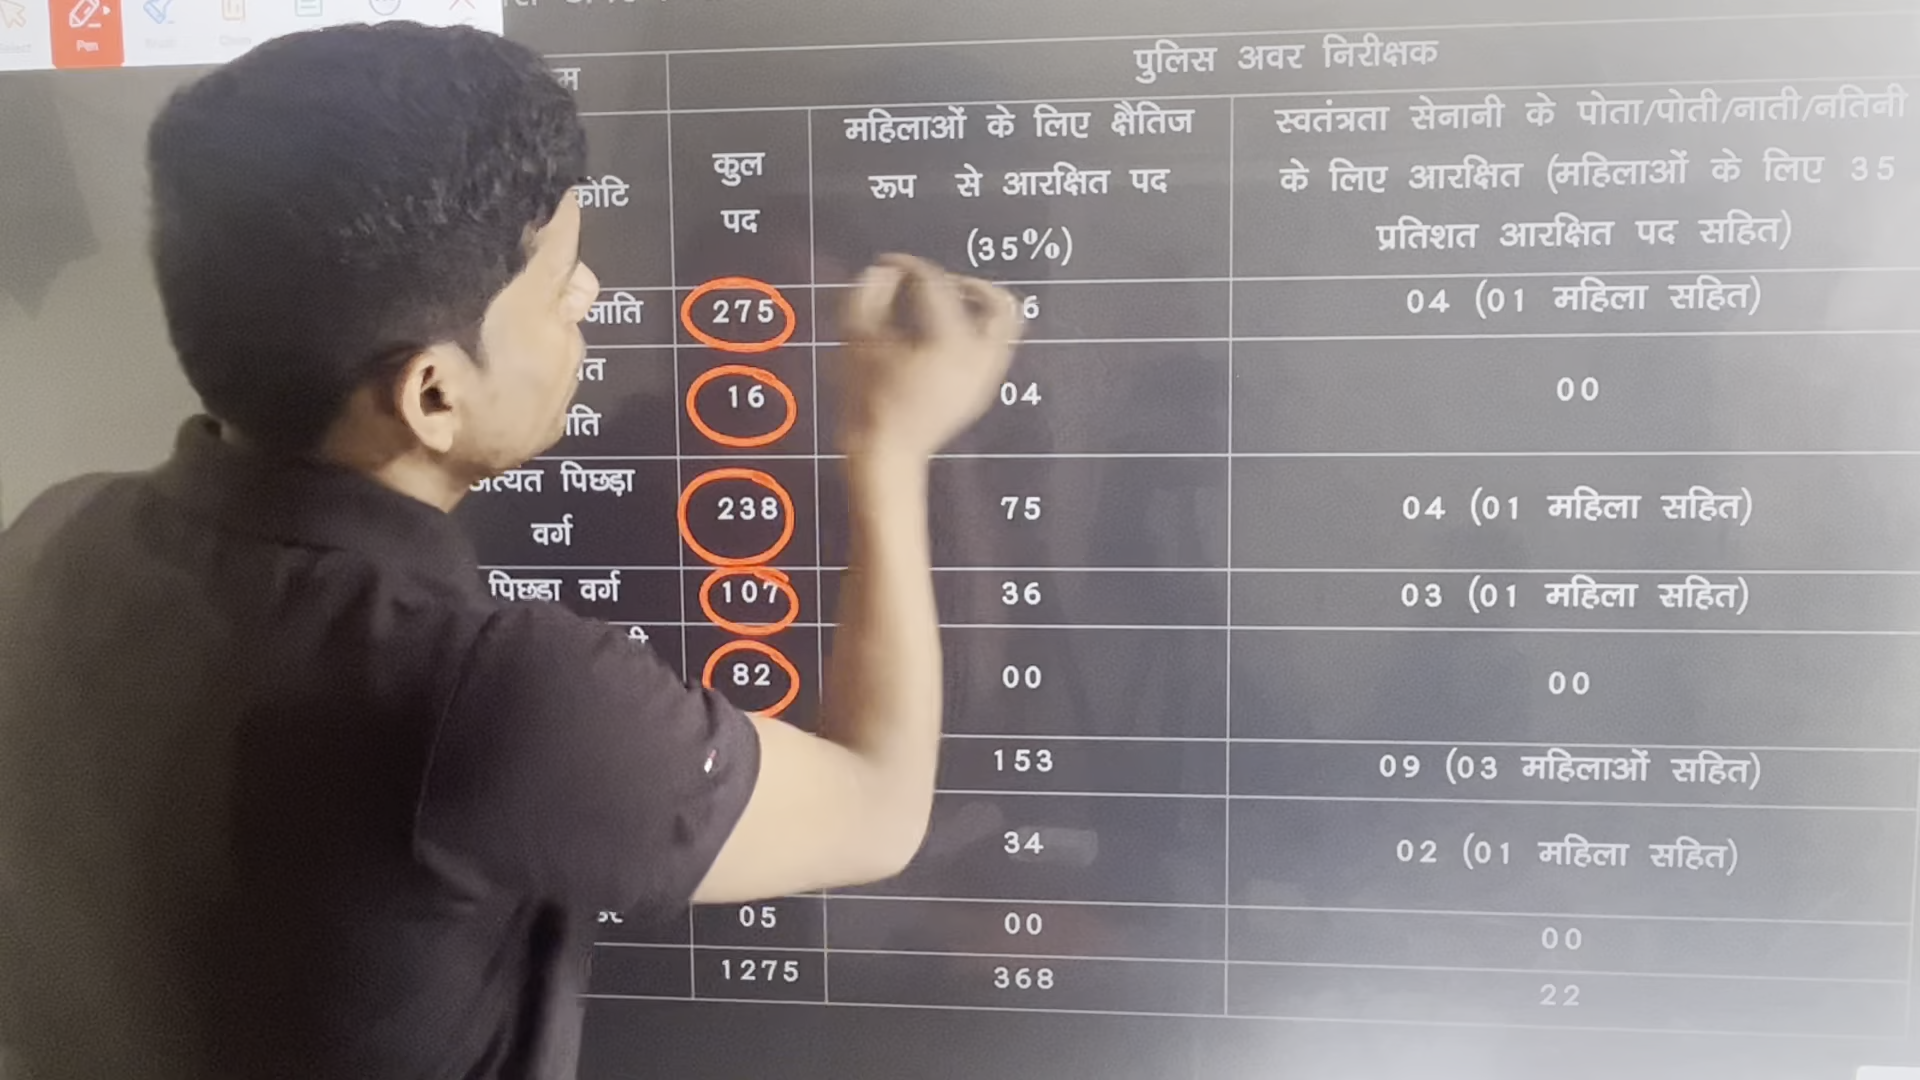 Pen
पुलिस अवर निरीक्षक
कोटि
कुल
पद
महिलाओं के लिए क्षैतिज
रूप से आरक्षित पद
(35%)
स्वतंत्रता सेनानी के पोता/पोती/नाती/नतिनी
के लिए आरक्षित (महिलाओं के लिए 35
प्रतिशत आरक्षित पद सहित)
जाति 275 04 (01 महिला सहित)
16 04 00
अत्यंत पिछड़ा
वर्ग
238 75 04 (01 महिला सहित)
पिछड़ा वर्ग 107 36 03 (01 महिला सहित)
82 00 00
153 09 (03 महिलाओं सहित)
34 02 (01 महिला सहित)
05 00 00
1275 368 22